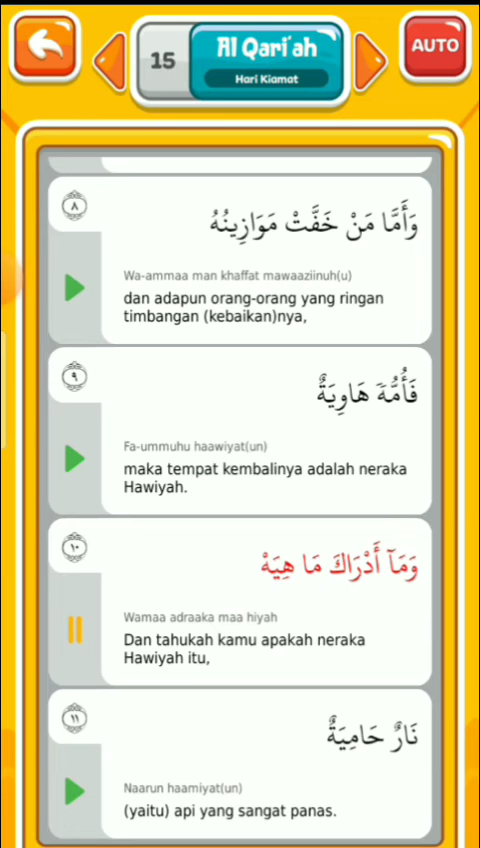 15
Al Qari'ah
Hari Kiamat
AUTO
٨
وَأَمَّا مَنْ خَفَّتْ مَوَازِينُهُ
Wa-ammaa man khaffat mawaaziinuh(u)
dan adapun orang-orang yang ringan
timbangan (kebaikan)nya,
٩
فَأُمُّهُ هَاوِيَةٌ
Fa-ummuhu haawiyat(un)
maka tempat kembalinya adalah neraka
Hawiyah.
١٠
وَمَآ أَدْرَاكَ مَا هِيَهْ
Wamaa adraaka maa hiyah
Dan tahukah kamu apakah neraka
Hawiyah itu,
١١
نَارٌ حَامِيَةٌ
Naarun haamiyat(un)
(yaitu) api yang sangat panas.